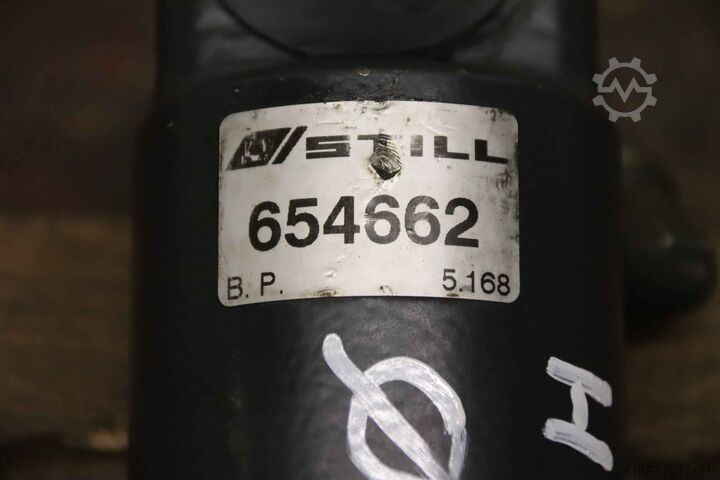 STILL
654662
B. P. 5.168
Ø H